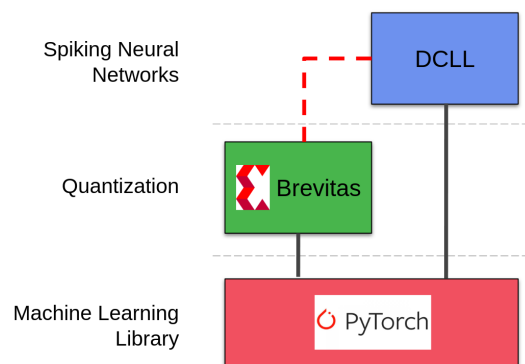 Spiking Neural
Networks
DCLL
Quantization
Brevitas
Machine Learning
Library
PyTorch